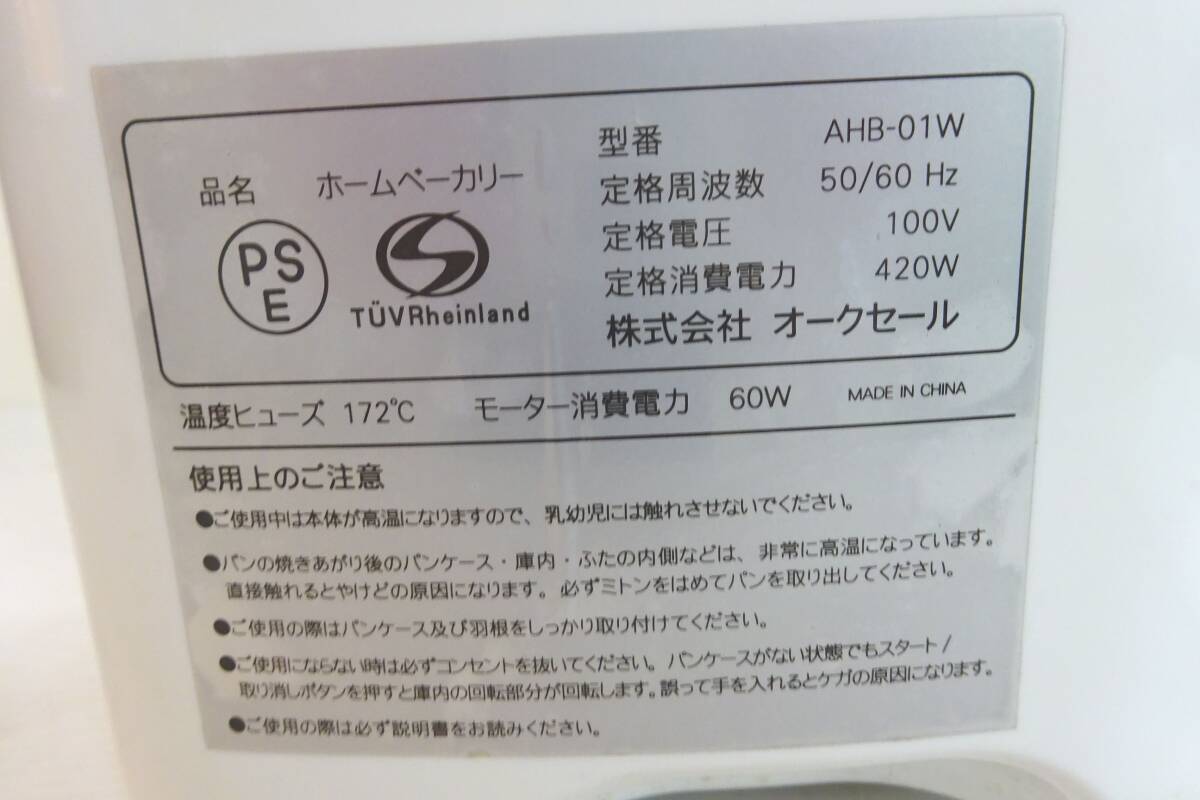 品名 ホームベーカリー
PS
E
TÜVRheinland
型番 AHB-01W
定格周波数 50/60 Hz
定格電圧 100V
定格消費電力 420W
株式会社 オークセール
温度ヒューズ 172℃ モーター消費電力 60W MADE IN CHINA
使用上のご注意
●ご使用中は本体が高温になりますので、乳幼児には触れさせないでください。
●パンの焼きあがり後のパンケース・庫内・ふたの内側などは、非常に高温になっています。
直接触れるとやけどの原因になります。必ずミトンをはめてパンを取り出してください。
●ご使用の際はパンケース及び羽根をしっかり取り付けてください。
●ご使用にならない時は必ずコンセントを抜いてください。パンケースがない状態でもスタート/
取り消しボタンを押すと庫内の回転部分が回転します。誤って手を入れるとケガの原因になります。
●ご使用の際は必ず説明書をお読みください。